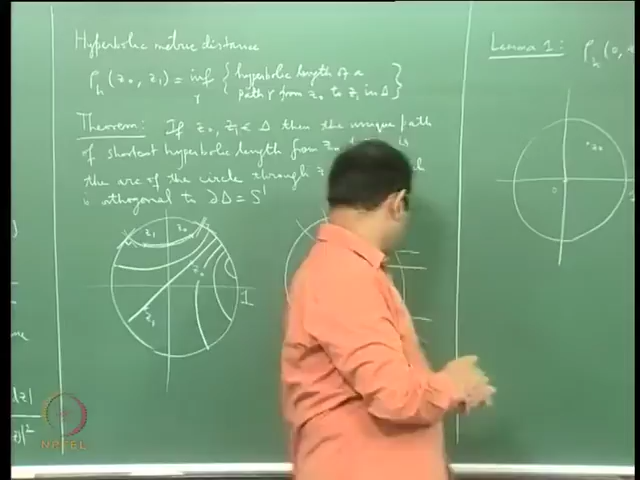 Hyperbolic metric distance
ρ_h(z₀, z₁) = inf_γ { hyperbolic length of a
path γ from z₀ to z₁ in Δ }
Theorem: If z₀, z₁ ∈ Δ then the unique path
of shortest hyperbolic length from z₀
the arc of the circle through
is orthogonal to ∂Δ = S¹
z₁ z₀
z₀
z₁
1
Lemma 1: ρ_h(0,
z₀
0
|dz|
NPTEL